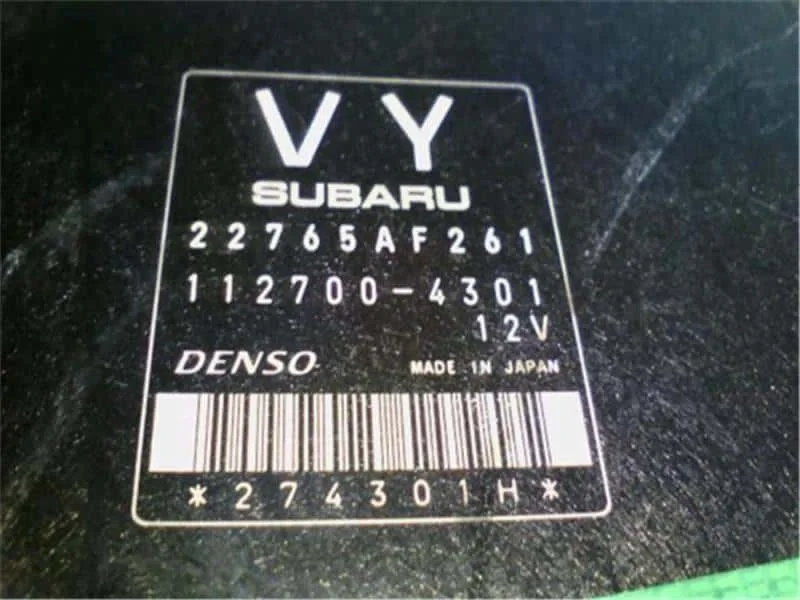 VY
SUBARU
22765AF261
112700-4301
12V
DENSO MADE IN JAPAN
*274301H*